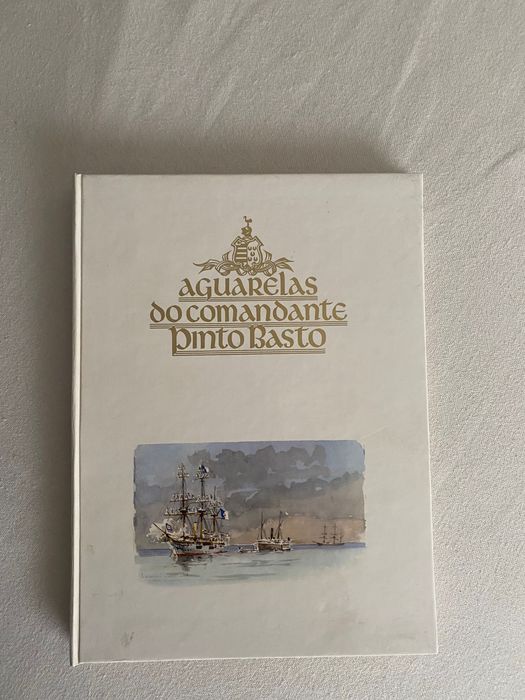 aguarelas
do comandante
pinto basto